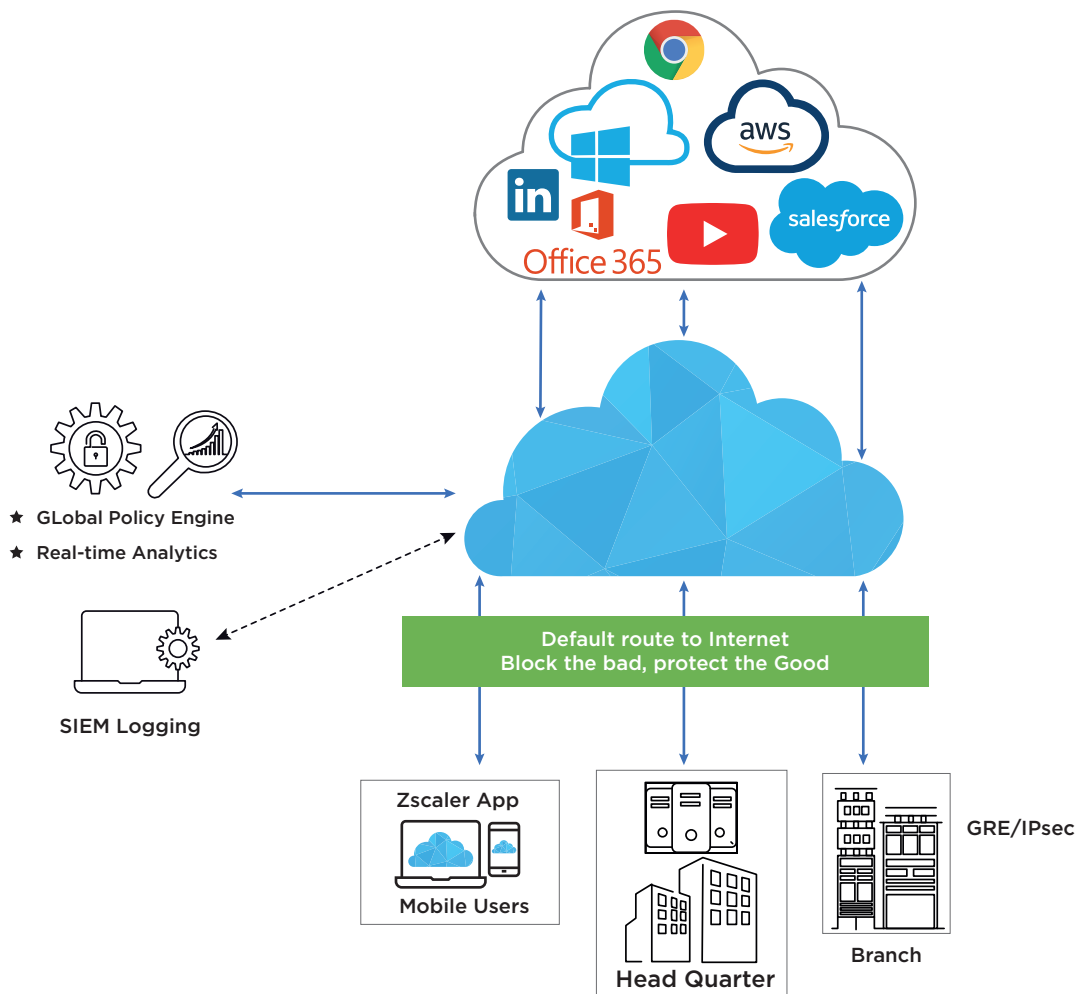 aws
in
salesforce
Office 365
GLobal Policy Engine
Real-time Analytics
Default route to Internet
Block the bad, protect the Good
SIEM Logging
Zscaler App
Mobile Users
Head Quarter
GRE/IPsec
Branch